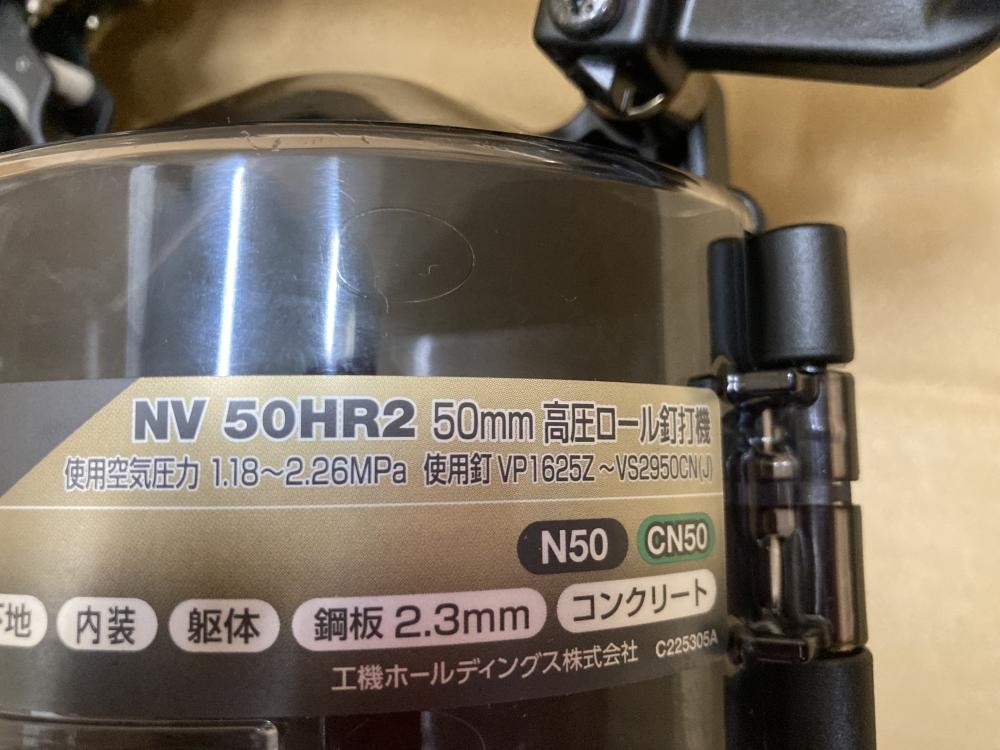 NV 50HR2 50mm 高圧ロール釘打機
使用空気圧力 1.18～2.26MPa 使用釘 VP1625Z～VS2950CN(J)
N50 CN50
下地 内装 躯体 鋼板 2.3mm コンクリート
工機ホールディングス株式会社 C225305A